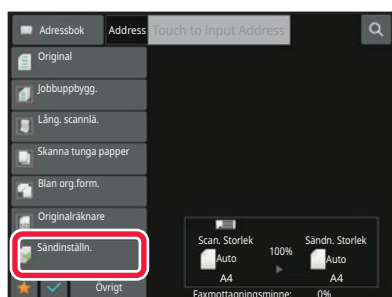 Adressbok Address Touch to input Address
Original
Jobbuppbygg.
Lång. scannlä.
Skanna tunga papper
Blan org.form.
Originalräknare
Sändinställn.
Övrigt
Scan. Storlek 100% Sändn. Storlek
Auto Auto
A4 A4
Faxmottagningsminne: 0%